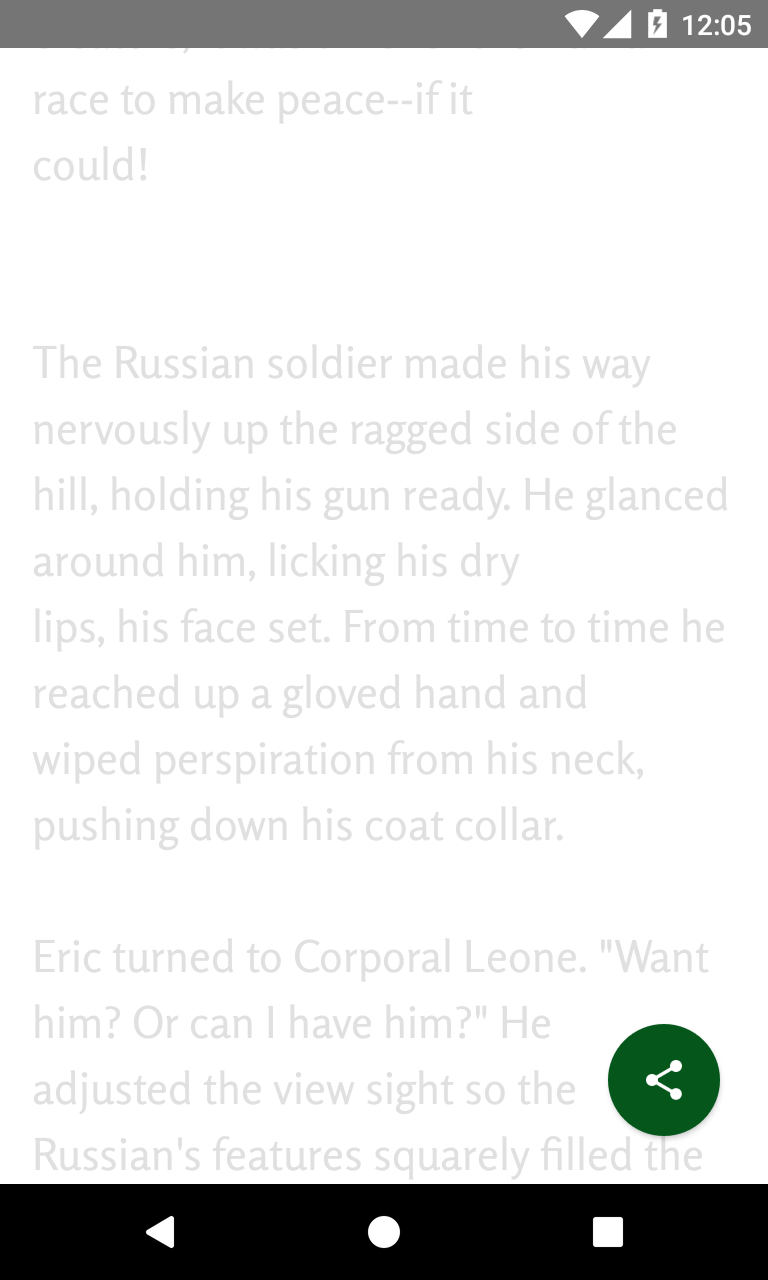 12:05
race to make peace--if it
could!
The Russian soldier made his way
nervously up the ragged side of the
hill, holding his gun ready. He glanced
around him, licking his dry
lips, his face set. From time to time he
reached up a gloved hand and
wiped perspiration from his neck,
pushing down his coat collar.
Eric turned to Corporal Leone. "Want
him? Or can I have him?" He
adjusted the view sight so the
Russian's features squarely filled the